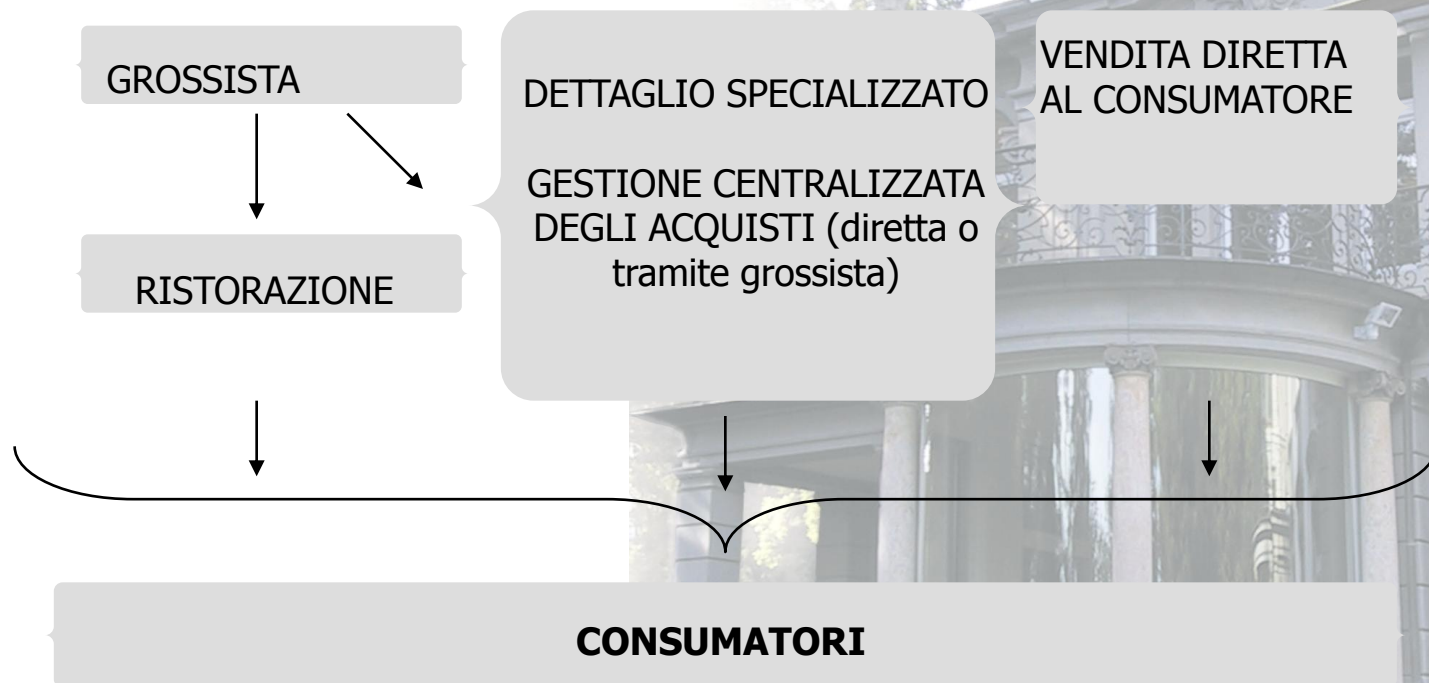 GROSSISTA
RISTORAZIONE
DETTAGLIO SPECIALIZZATO
GESTIONE CENTRALIZZATA
DEGLI ACQUISTI (diretta o
tramite grossista)
VENDITA DIRETTA
AL CONSUMATORE
CONSUMATORI